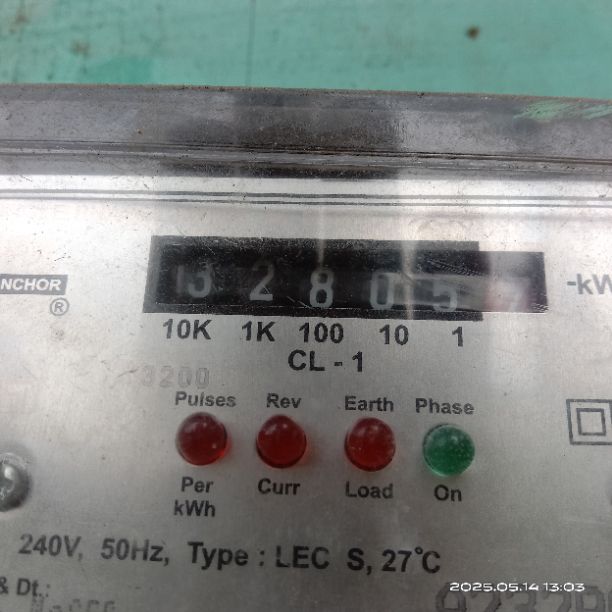 NCHOR
®
3 2 8 0 5
-kW
10K 1K 100 10 1
CL - 1
3200
Pulses Rev Earth Phase
Per kWh Curr Load On
240V, 50Hz, Type : LEC S, 27°C
& Dt.:
2025.05.14 13:03